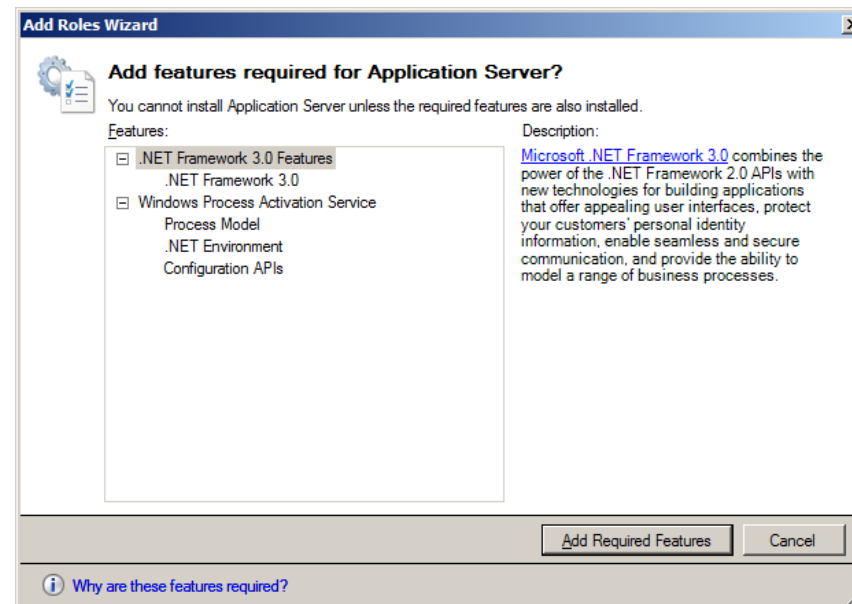 Add Roles Wizard
Add features required for Application Server?
You cannot install Application Server unless the required features are also installed.
Features:
.NET Framework 3.0 Features
.NET Framework 3.0
Windows Process Activation Service
Process Model
.NET Environment
Configuration APIs
Description:
Microsoft .NET Framework 3.0 combines the
power of the .NET Framework 2.0 APIs with
new technologies for building applications
that offer appealing user interfaces, protect
your customers' personal identity
information, enable seamless and secure
communication, and provide the ability to
model a range of business processes.
Add Required Features
Cancel
Why are these features required?